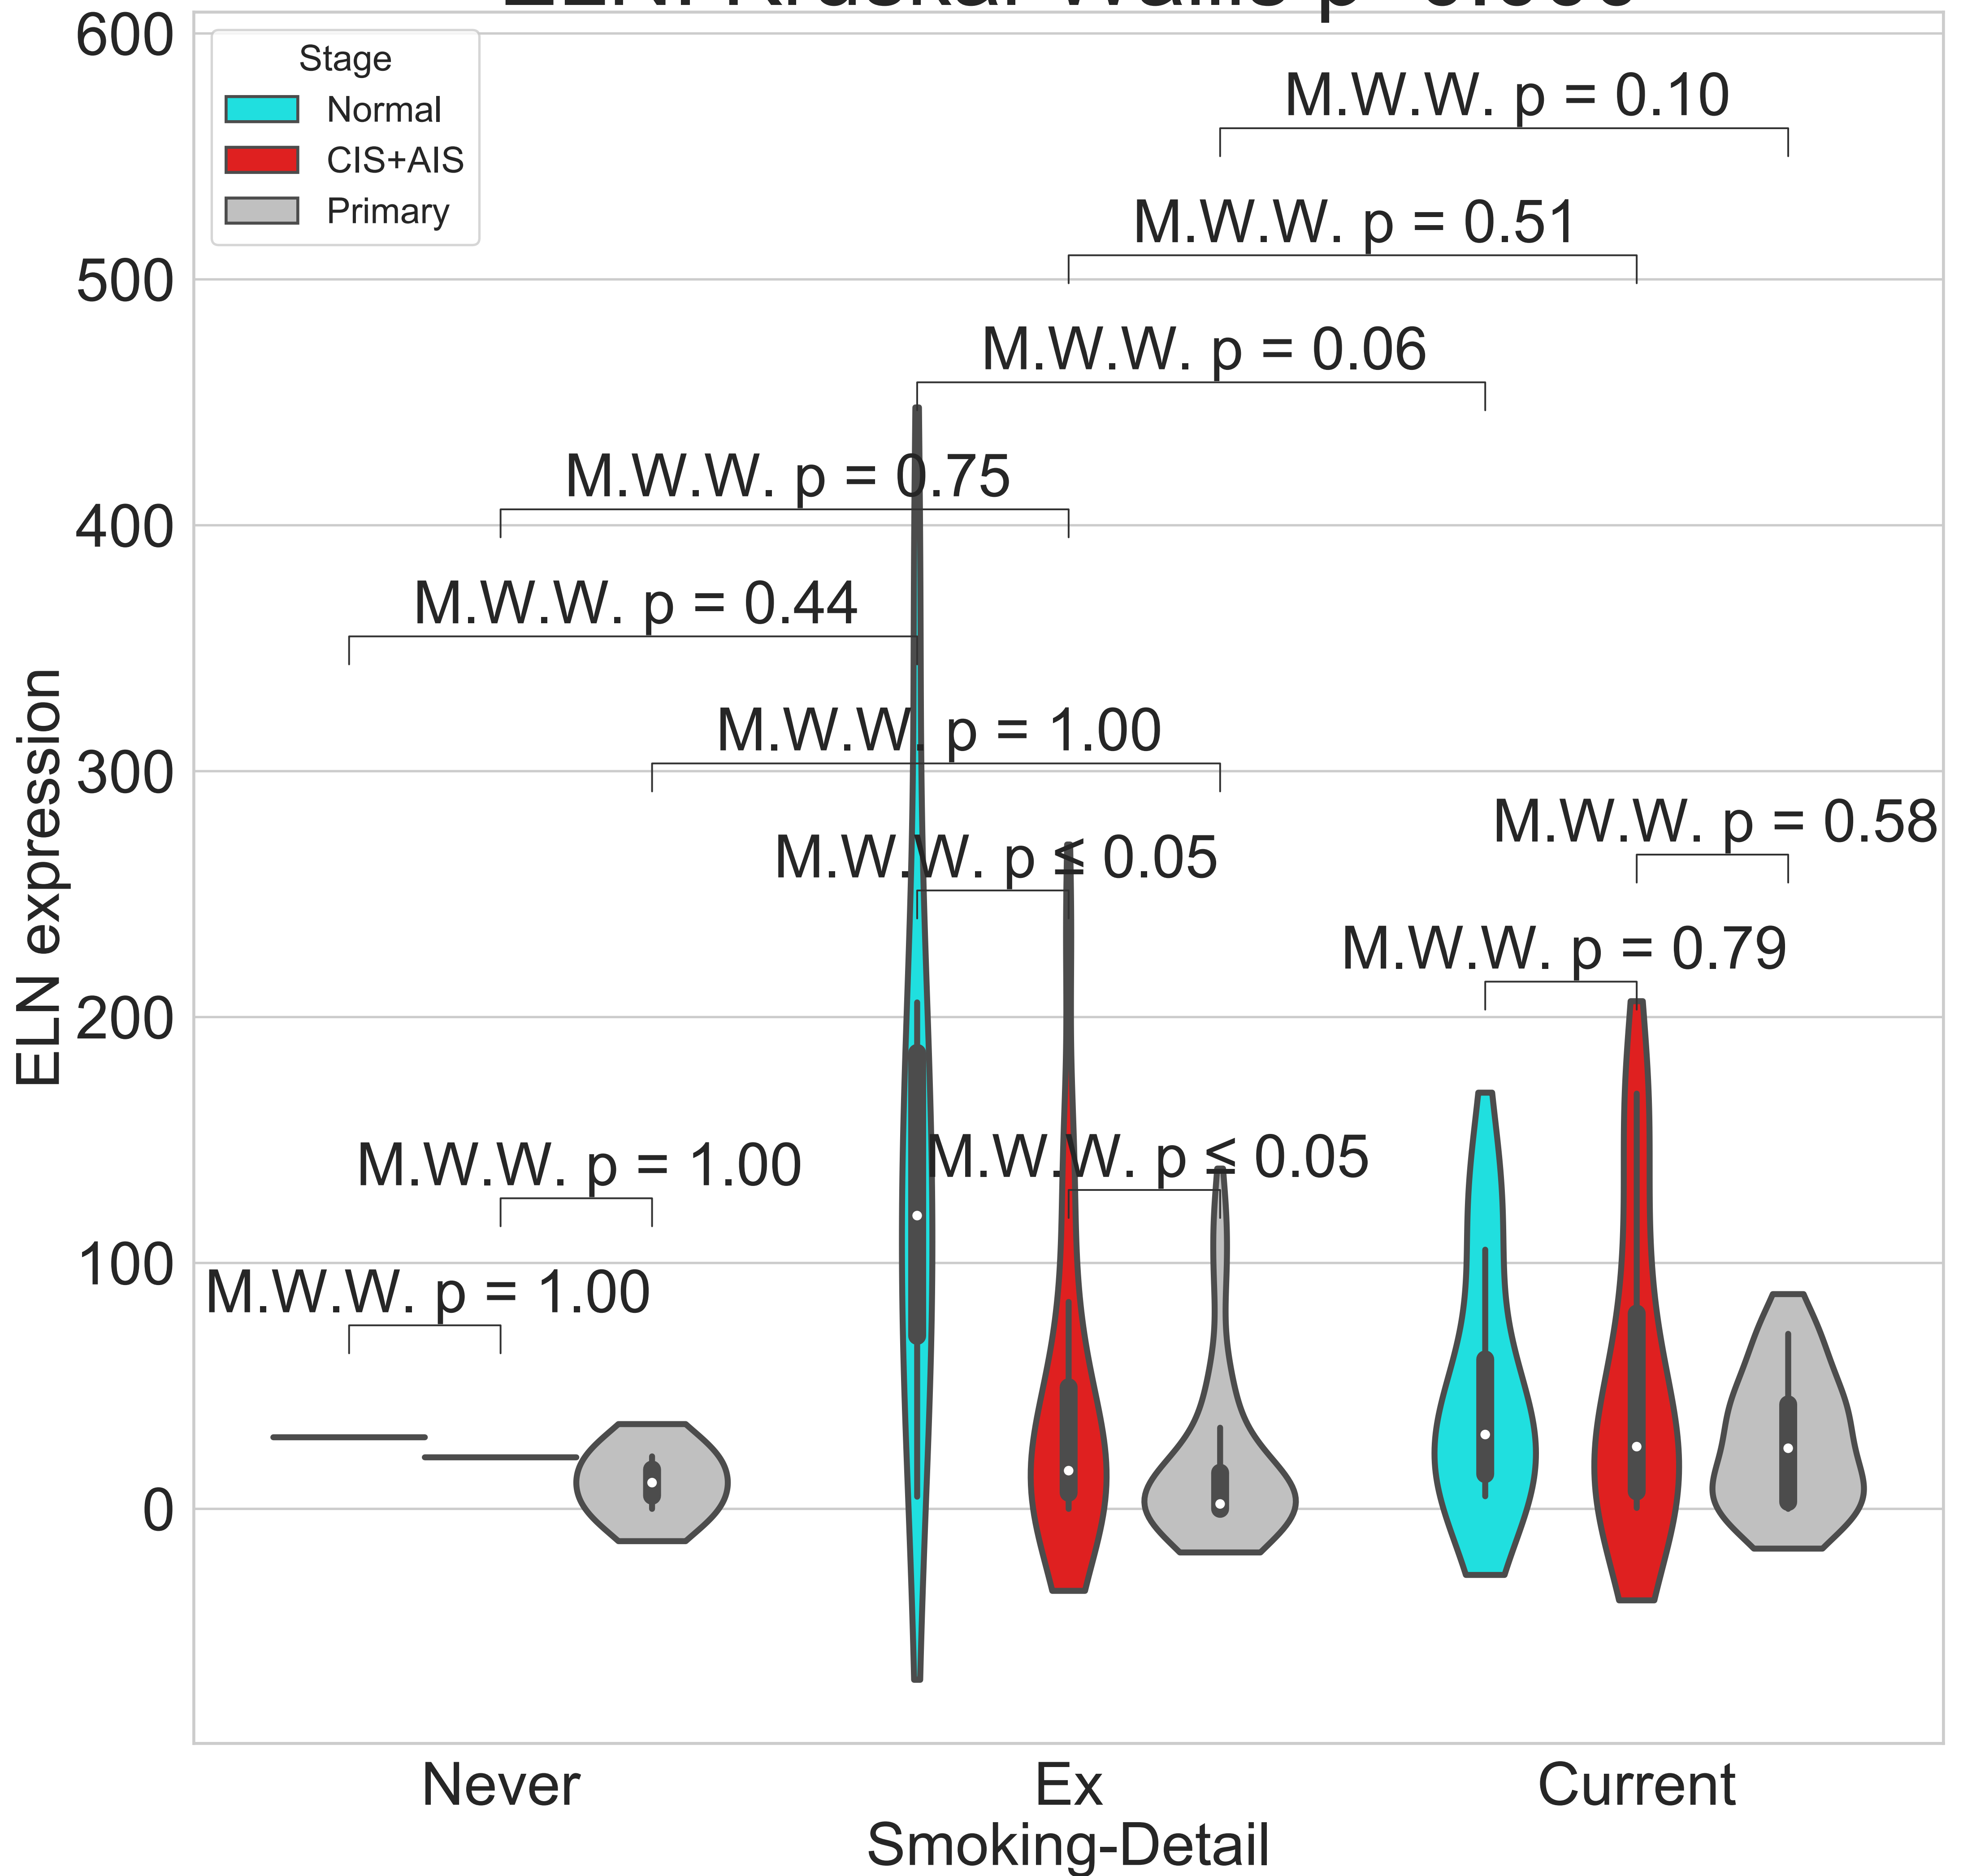 600
Stage
Normal
CIS+AIS
Primary
M.W.W. p = 0.10
M.W.W. p = 0.51
500
M.W.W. p = 0.06
M.W.W. p = 0.75
400
M.W.W. p = 0.44
M.W.W. p = 1.00
300
M.W.W. p = 0.58
M.W.W. p ≤ 0.05
M.W.W. p = 0.79
200
M.W.W. p ≤ 0.05
M.W.W. p = 1.00
100
M.W.W. p = 1.00
0
ELN expression
Never Ex Current
Smoking-Detail